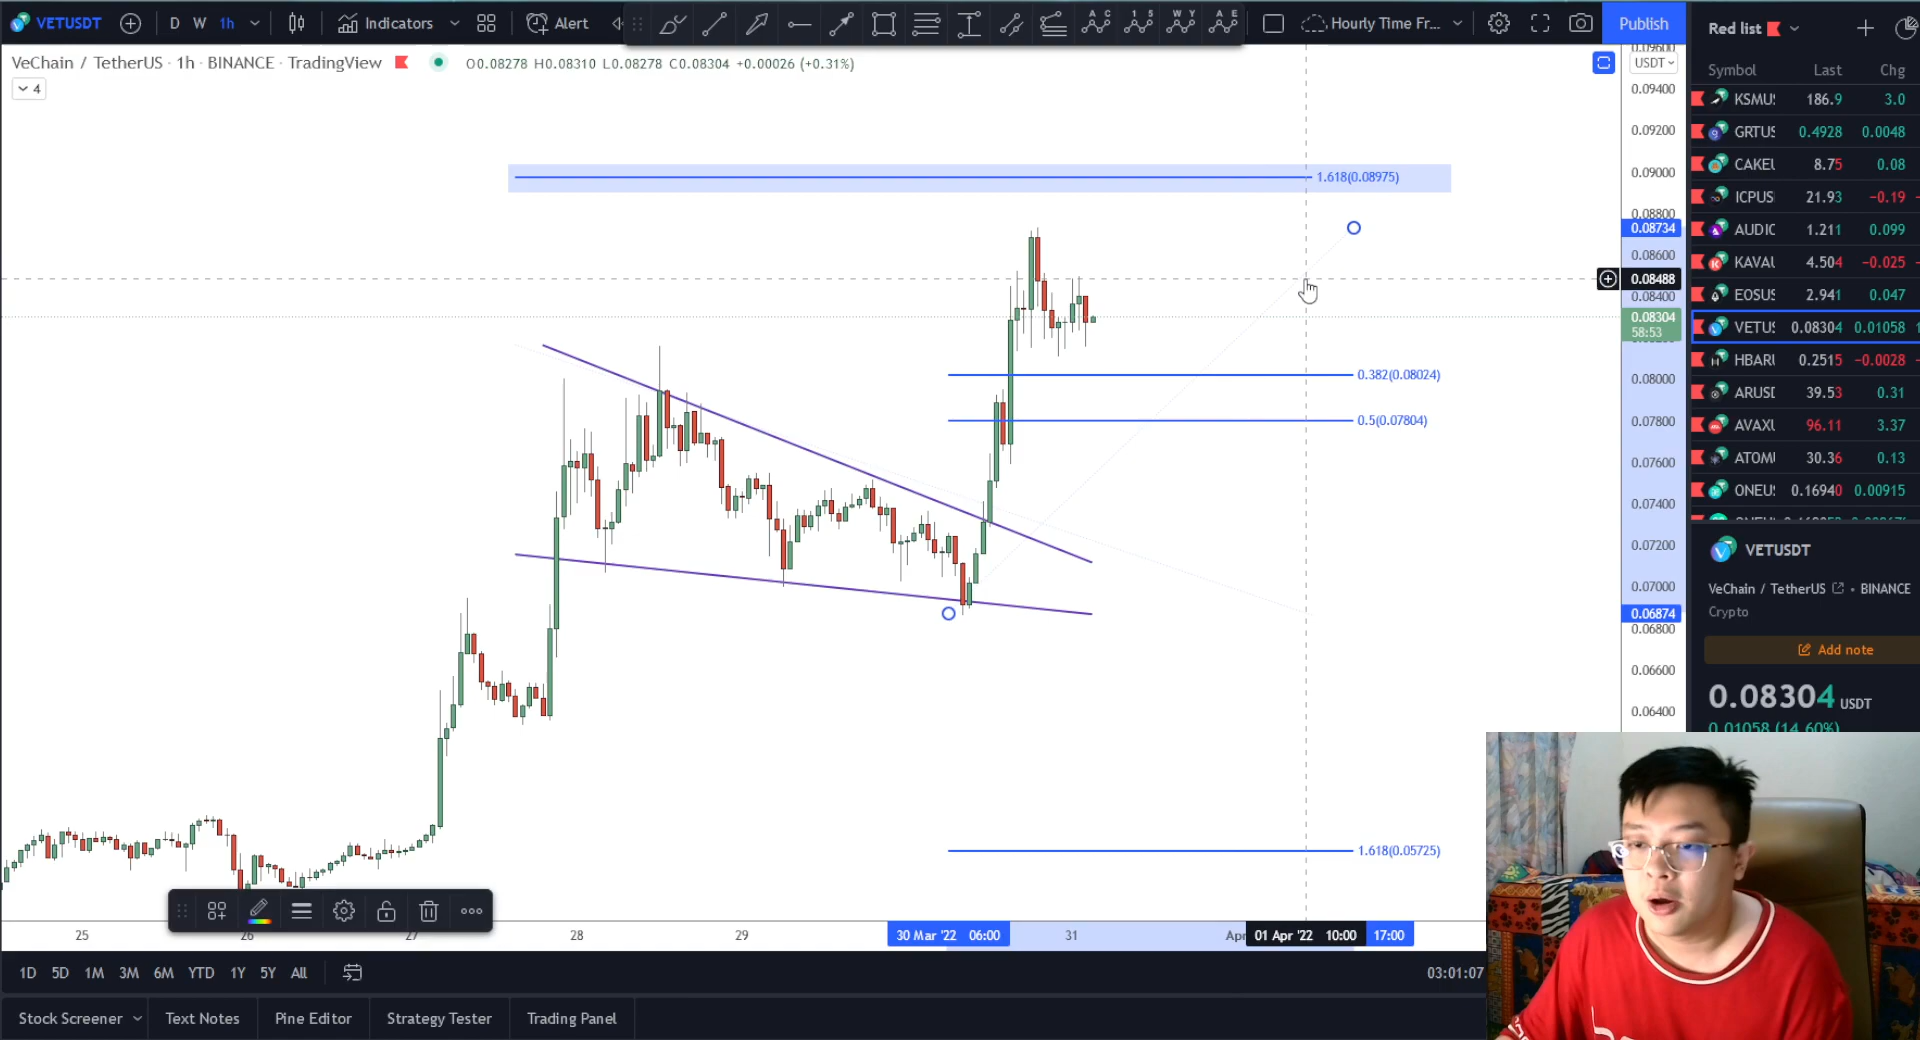 VETUSDT D W 1h Indicators Alert Hourly Time Fr... Publish
VeChain / TetherUS · 1h · BINANCE · TradingView O0.08278 H0.08310 L0.08278 C0.08304 +0.00026 (+0.31%)
4
USDT
0.09400
0.09200
0.09000
0.08800
0.08734
0.08600
0.08488
0.08400
0.08304
58:53
0.08000
0.07800
0.07600
0.07400
0.07200
0.07000
0.06874
0.06800
0.06600
0.06400
1.618(0.08975)
0.382(0.08024)
0.5(0.07804)
1.618(0.05725)
25 26 27 28 29 30 Mar '22 06:00 31 Apr 01 Apr '22 10:00 17:00
1D 5D 1M 3M 6M YTD 1Y 5Y All 03:01:07
Stock Screener Text Notes Pine Editor Strategy Tester Trading Panel
Red list
Symbol Last Chg
KSMU 186.9 3.0
GRTUS 0.4928 0.0048
CAKEU 8.75 0.08
ICPUS 21.93 −0.19
AUDIO 1.211 0.099
KAVAU 4.504 −0.025
EOSUS 2.941 0.047
VETUS 0.08304 0.01058
HBARU 0.2515 −0.0028
ARUSD 39.53 0.31
AVAXU 96.11 3.37
ATOMU 30.36 0.13
ONEUS 0.16940 0.00915
VETUSDT
VeChain / TetherUS • BINANCE
Crypto
Add note
0.08304 USDT
0.01058 (14.60%)